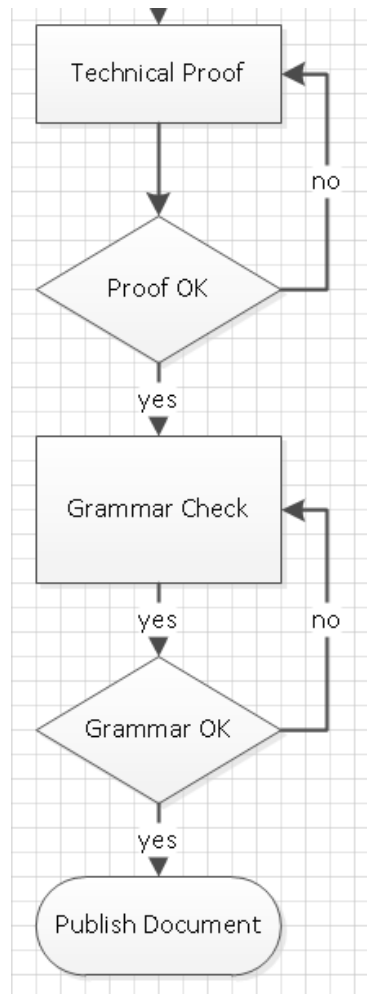 Technical Proof
no
Proof OK
yes
Grammar Check
yes
no
Grammar OK
yes
Publish Document